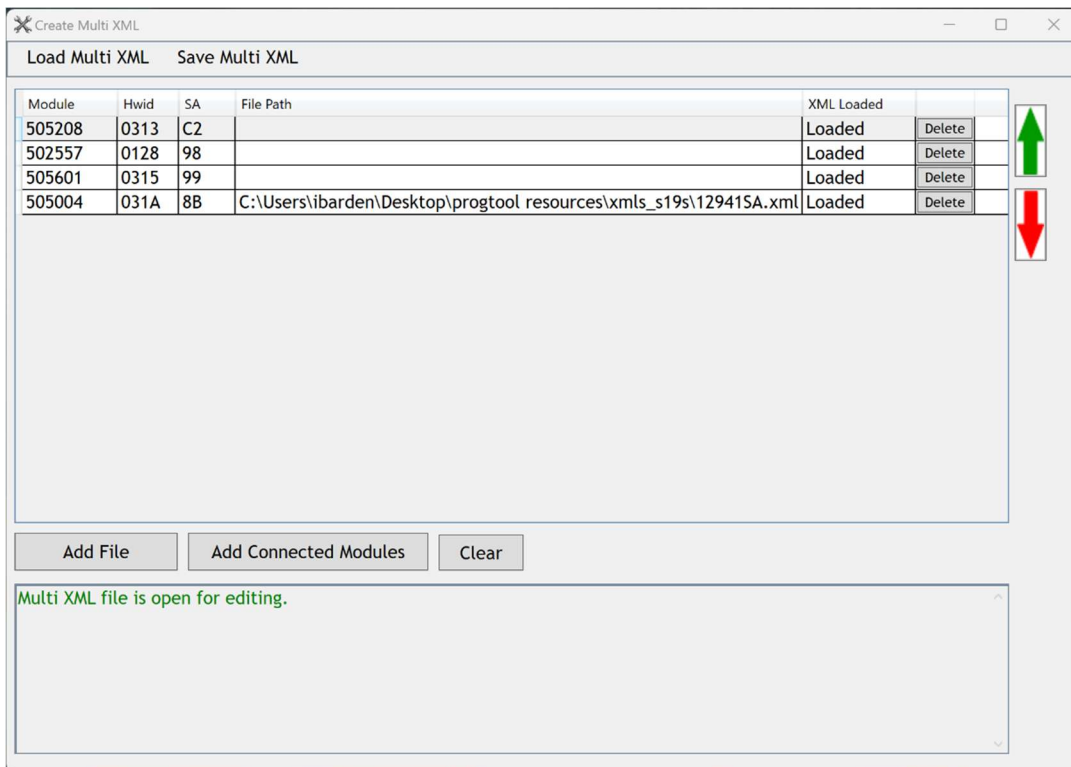 Create Multi XML
Load Multi XML Save Multi XML
Module Hwid SA File Path XML Loaded
505208 0313 C2 Loaded Delete
502557 0128 98 Loaded Delete
505601 0315 99 Loaded Delete
505004 031A 8B C:\Users\ibarden\Desktop\progtool resources\xmls_s19s\12941SA.xml Loaded Delete
Add File Add Connected Modules Clear
Multi XML file is open for editing.